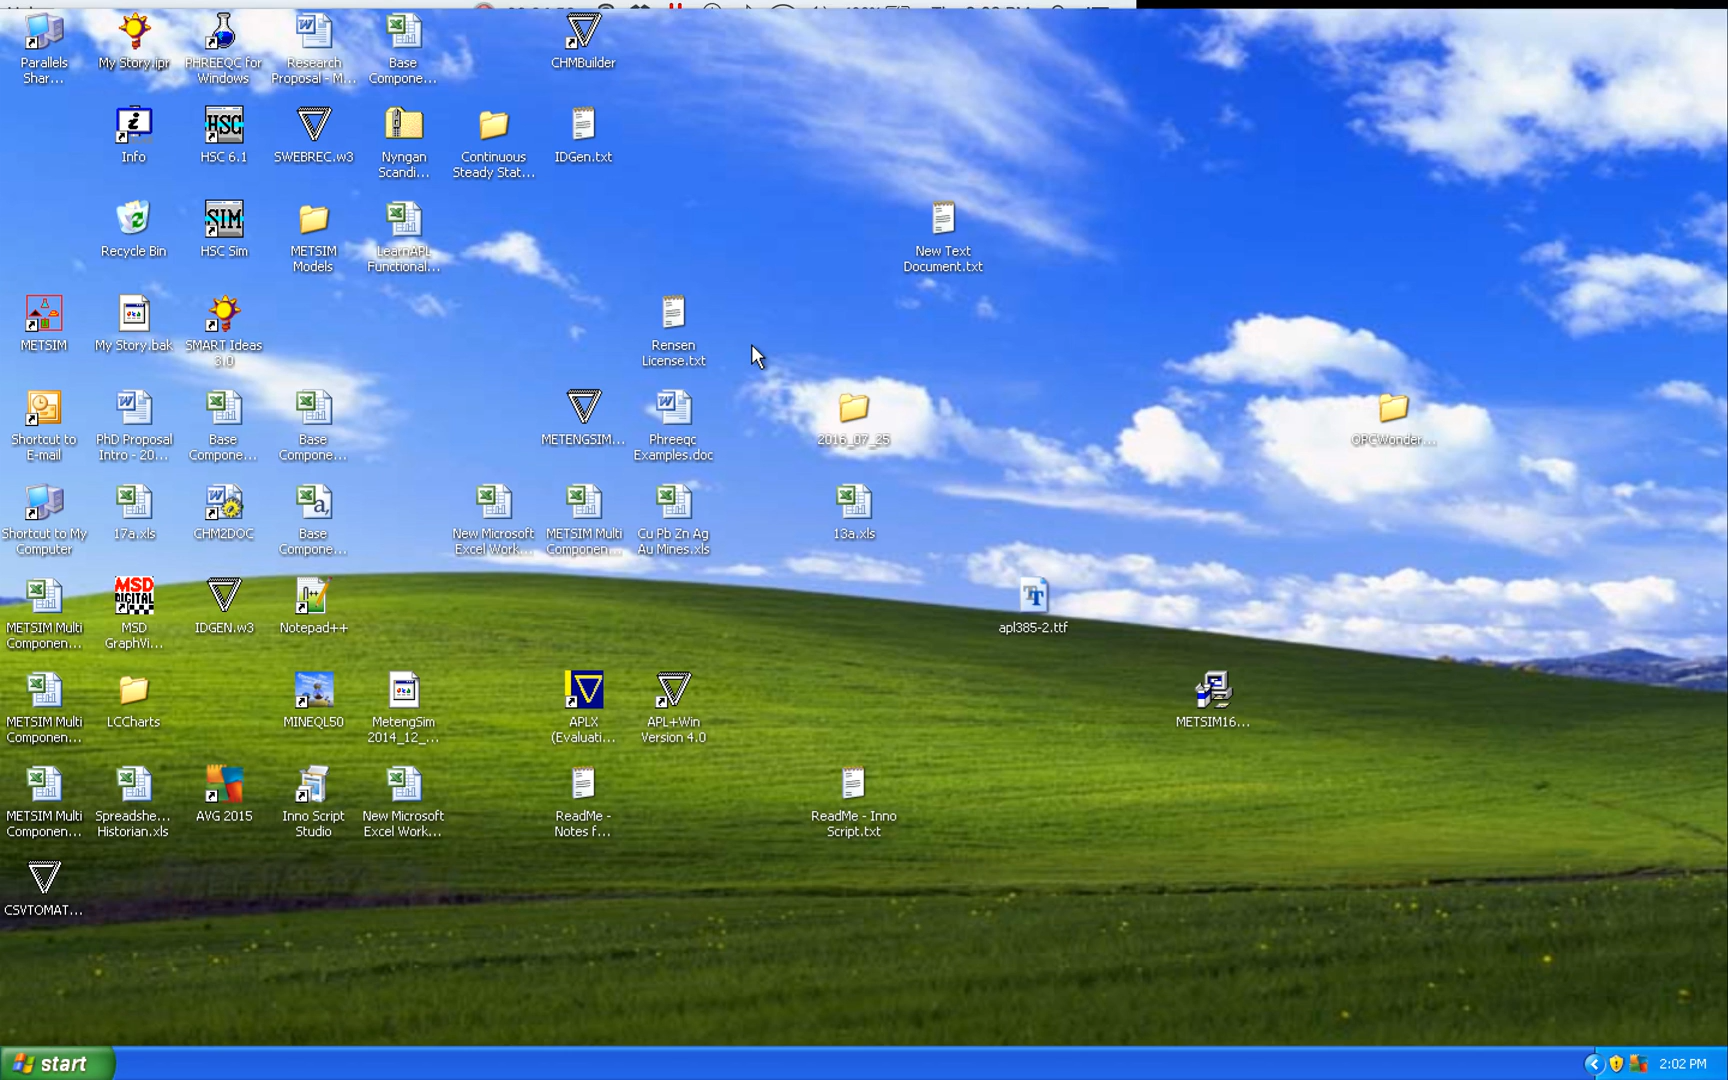 Parallels
Shar...
My Story.ipr
PHREEQC for
Windows
Research
Proposal - M...
Base
Compone...
CHMBuilder
Info
HSC
HSC 6.1
SWEBREC.w3
Nyngan
Scandi...
Continuous
Steady Stat...
IDGen.txt
Recycle Bin
SIM
HSC Sim
METSIM
Models
LearnAPL
Functional...
New Text
Document.txt
METSIM
My Story.bak
SMART Ideas
3.0
Rensen
License.txt
Shortcut to
E-mail
PhD Proposal
Intro - 20...
Base
Compone...
Base
Compone...
METENGSIM...
Phreeqc
Examples.doc
2016_07_25
OPCWonder...
Shortcut to My
Computer
17a.xls
CHM2DOC
Base
Compone...
New Microsoft
Excel Work...
METSIM Multi
Componen...
Cu Pb Zn Ag
Au Mines.xls
13a.xls
METSIM Multi
Componen...
MSD
DIGITAL
MSD
GraphVi...
IDGEN.w3
Notepad++
apl385-2.ttf
METSIM Multi
Componen...
LCCharts
MINEQL50
MetengSim
2014_12_...
APLX
(Evaluati...
APL+Win
Version 4.0
METSIM16...
METSIM Multi
Componen...
Spreadshe...
Historian.xls
AVG 2015
Inno Script
Studio
New Microsoft
Excel Work...
ReadMe -
Notes f...
ReadMe - Inno
Script.txt
CSVTOMAT...
start
2:02 PM